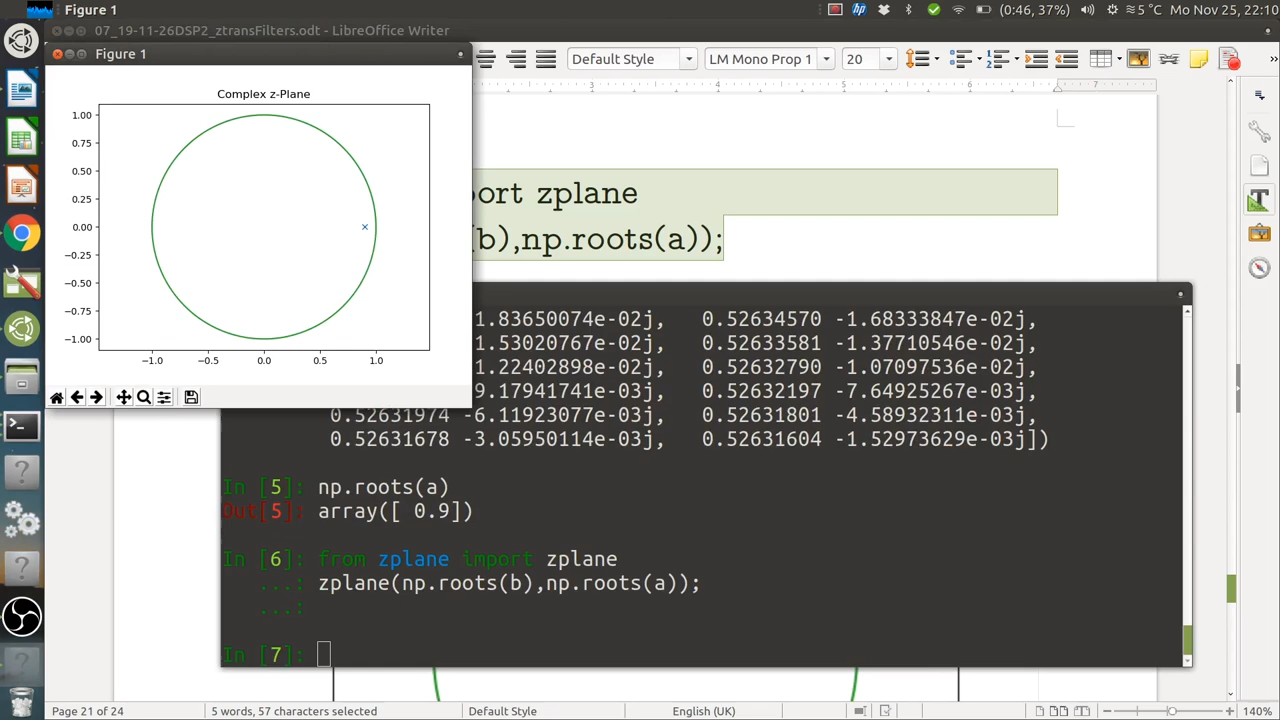 Figure 1
(0:46, 37%)
5 °C
Mo Nov 25, 22:10
07_19-11-26DSP2_ztransFilters.odt - LibreOffice Writer
Figure 1
Default Style
LM Mono Prop 1
20
3
4
5
6
7
Complex z-Plane
1.00
0.75
0.50
0.25
0.00
−0.25
−0.50
−0.75
−1.00
−1.0
−0.5
0.0
0.5
1.0
port zplane
(b),np.roots(a));
1.83650074e-02j, 0.52634570 -1.68333847e-02j,
1.53020767e-02j, 0.52633581 -1.37710546e-02j,
1.22402898e-02j, 0.52632790 -1.07097536e-02j,
9.17941741e-03j, 0.52632197 -7.64925267e-03j,
0.52631974 -6.11923077e-03j, 0.52631801 -4.58932311e-03j,
0.52631678 -3.05950114e-03j, 0.52631604 -1.52973629e-03j])
In [5]: np.roots(a)
Out[5]: array([ 0.9])
In [6]: from zplane import zplane
...: zplane(np.roots(b),np.roots(a));
...:
In [7]:
Page 21 of 24
5 words, 57 characters selected
Default Style
English (UK)
140%